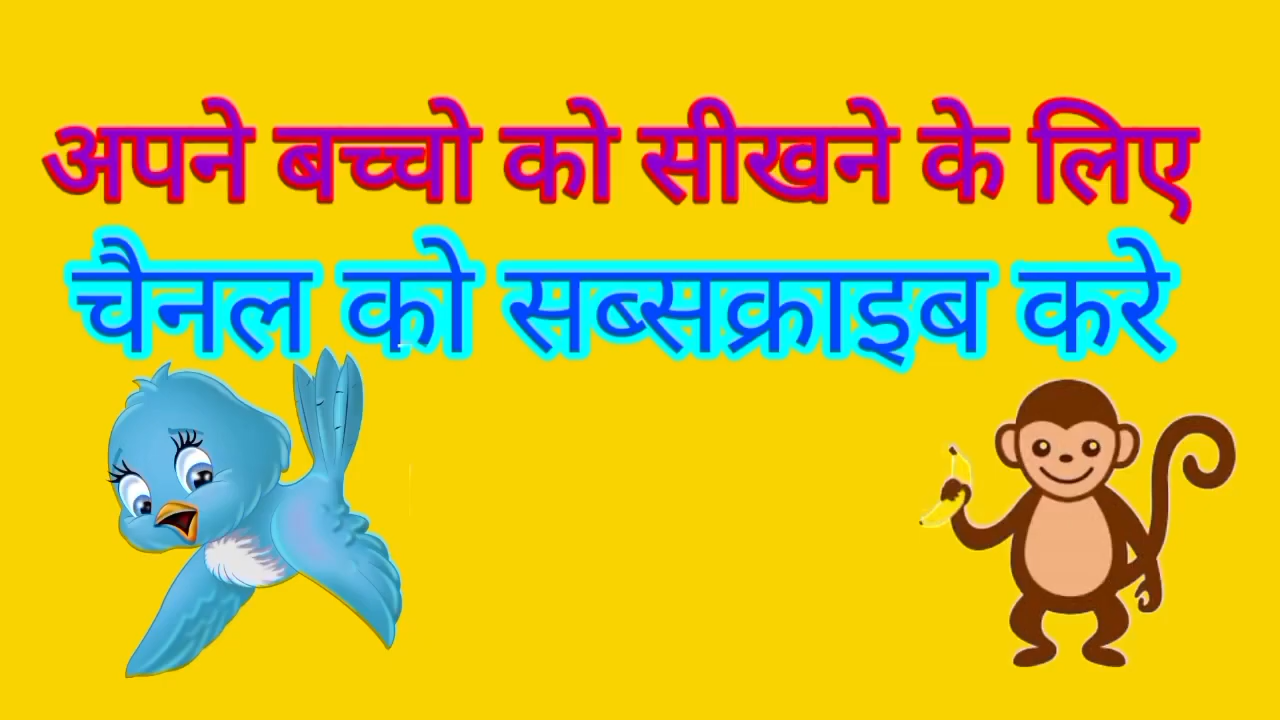 अपने बच्चो को सीखने के लिए
चैनल को सब्सक्राइब करे